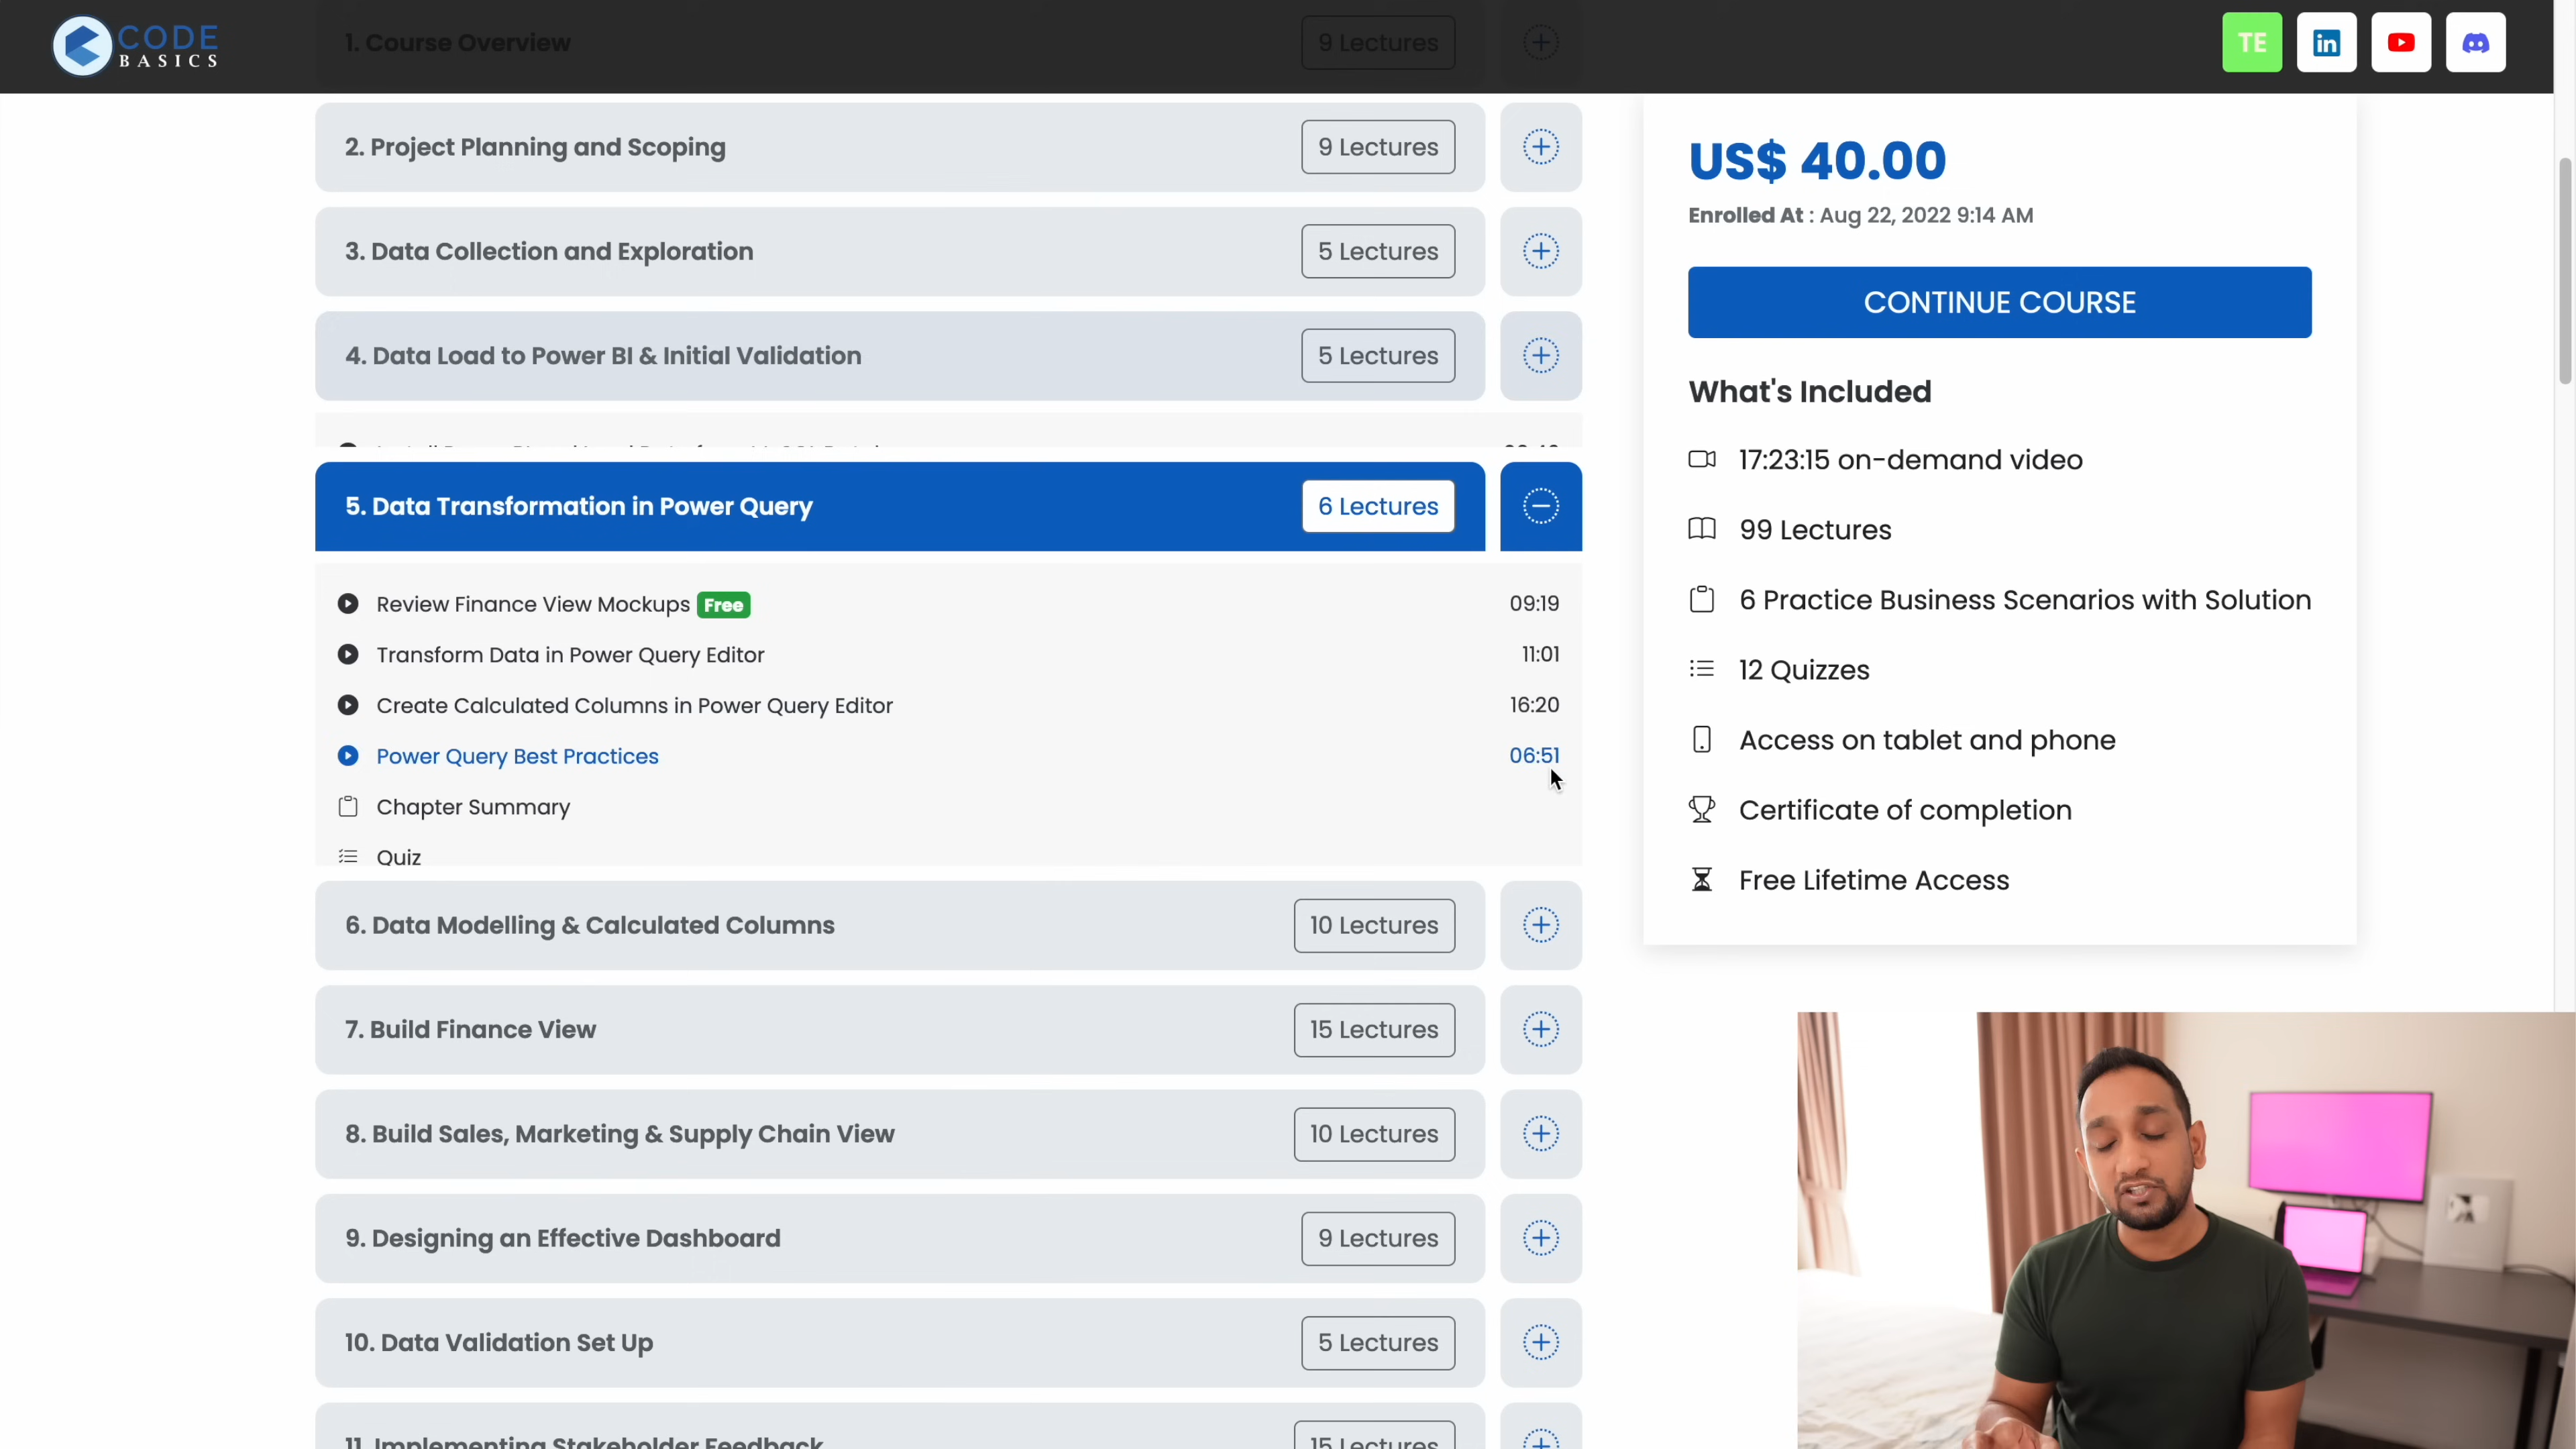 CODE
BASICS
1. Course Overview
9 Lectures
TE
2. Project Planning and Scoping
9 Lectures
3. Data Collection and Exploration
5 Lectures
4. Data Load to Power BI & Initial Validation
5 Lectures
5. Data Transformation in Power Query
6 Lectures
Review Finance View Mockups Free
09:19
Transform Data in Power Query Editor
11:01
Create Calculated Columns in Power Query Editor
16:20
Power Query Best Practices
06:51
Chapter Summary
Quiz
6. Data Modelling & Calculated Columns
10 Lectures
7. Build Finance View
15 Lectures
8. Build Sales, Marketing & Supply Chain View
10 Lectures
9. Designing an Effective Dashboard
9 Lectures
10. Data Validation Set Up
5 Lectures
11. Implementing Stakeholder Feedback
15 Lectures
US$ 40.00
Enrolled At : Aug 22, 2022 9:14 AM
CONTINUE COURSE
What's Included
17:23:15 on-demand video
99 Lectures
6 Practice Business Scenarios with Solution
12 Quizzes
Access on tablet and phone
Certificate of completion
Free Lifetime Access